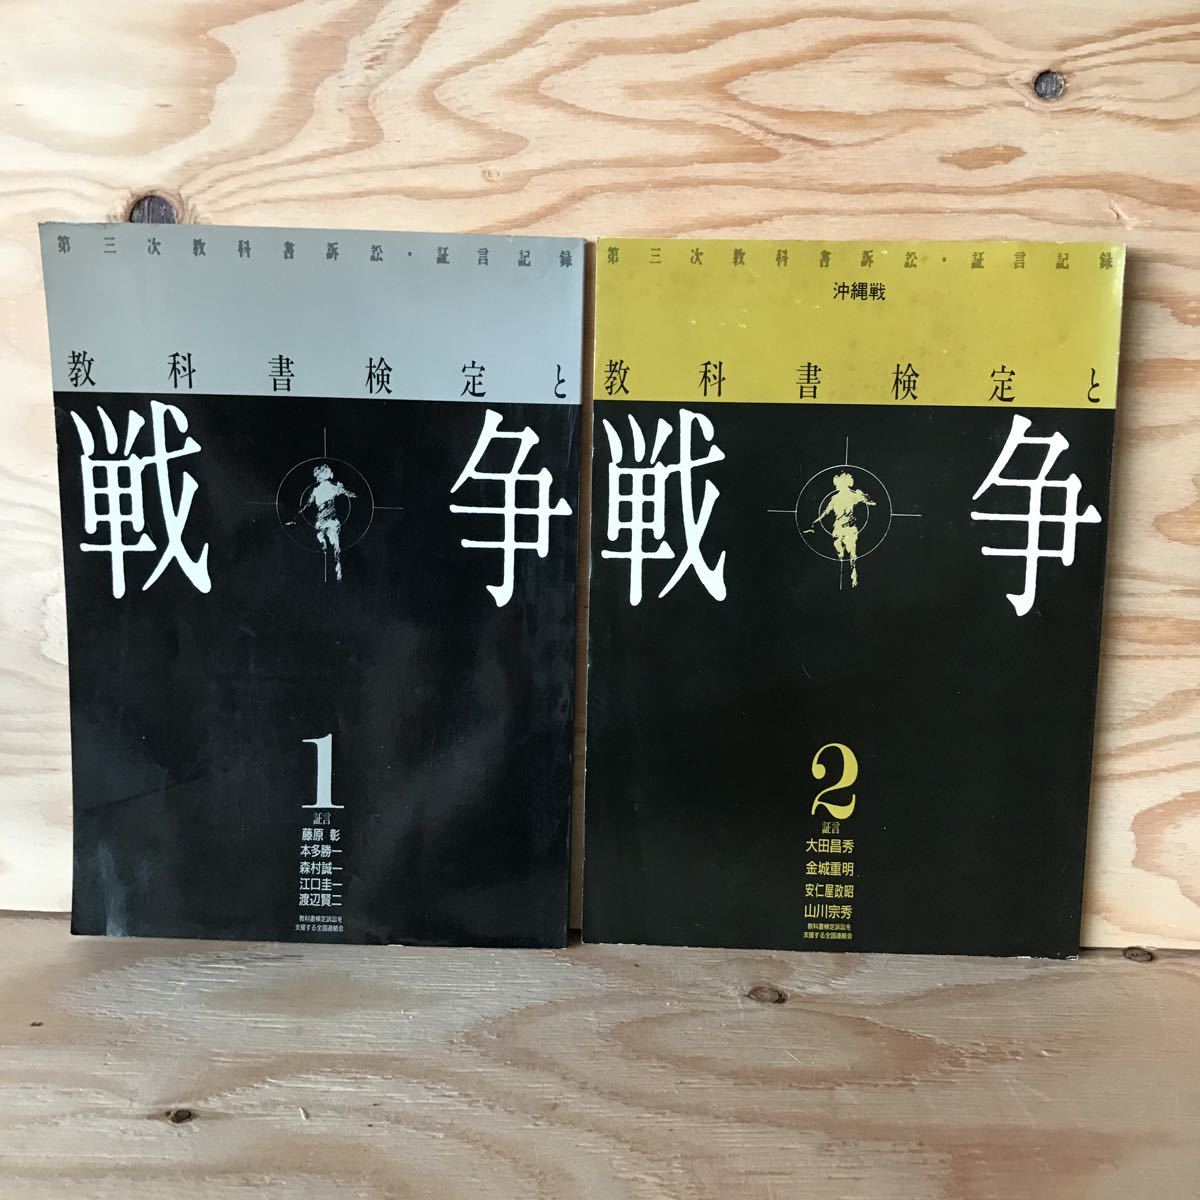 第三次教科書訴訟・証言記録
教科書検定と
戦争
1
証言
藤原 彰
本多勝一
森村誠一
江口圭一
渡辺賢二
教科書検定訴訟を
支援する全国連絡会
第三次教科書訴訟・証言記録
沖縄戦
教科書検定と
戦争
2
証言
大田昌秀
金城重明
安仁屋政昭
山川宗秀
教科書検定訴訟を
支援する全国連絡会